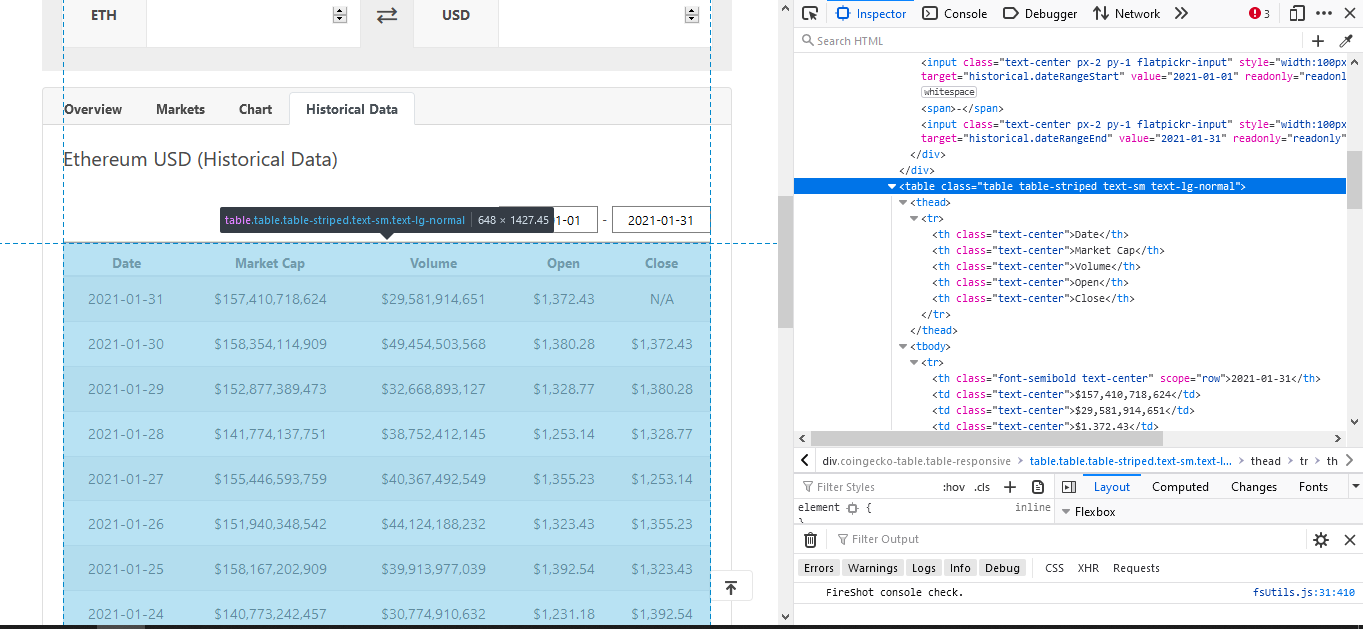 ETH
USD
Overview
Markets
Chart
Historical Data
Ethereum USD (Historical Data)
table.table.table-striped.text-sm.text-lg-normal
648 × 1427.45
1-01
-
2021-01-31
Date Market Cap Volume Open Close
2021-01-31 $157,410,718,624 $29,581,914,651 $1,372.43 N/A
2021-01-30 $158,354,114,909 $49,454,503,568 $1,380.28 $1,372.43
2021-01-29 $152,877,389,473 $32,668,893,127 $1,328.77 $1,380.28
2021-01-28 $141,774,137,751 $38,752,412,145 $1,253.14 $1,328.77
2021-01-27 $155,446,593,759 $40,367,492,549 $1,355.23 $1,253.14
2021-01-26 $151,940,348,542 $44,124,188,232 $1,323.43 $1,355.23
2021-01-25 $158,167,202,909 $39,913,977,039 $1,392.54 $1,323.43
2021-01-24 $140,773,242,457 $30,774,910,632 $1,231.18 $1,392.54
Inspector
Console
Debugger
Network
3
Search HTML
<input class="text-center px-2 py-1 flatpickr-input" style="width:100px
target="historical.dateRangeStart" value="2021-01-01" readonly="readonl
whitespace
<span>-</span>
<input class="text-center px-2 py-1 flatpickr-input" style="width:100px
target="historical.dateRangeEnd" value="2021-01-31" readonly="readonly"
</div>
</div>
<table class="table table-striped text-sm text-lg-normal">
<thead>
<tr>
<th class="text-center">Date</th>
<th class="text-center">Market Cap</th>
<th class="text-center">Volume</th>
<th class="text-center">Open</th>
<th class="text-center">Close</th>
</tr>
</thead>
<tbody>
<tr>
<th class="font-semibold text-center" scope="row">2021-01-31</th>
<td class="text-center">$157,410,718,624</td>
<td class="text-center">$29,581,914,651</td>
<td class="text-center">$1,372.43</td>
div.coingecko-table.table-responsive
table.table.table-striped.text-sm.text-l...
thead
tr
th
Filter Styles
:hov
.cls
Layout
Computed
Changes
Fonts
element {
inline
}
Flexbox
Filter Output
Errors
Warnings
Logs
Info
Debug
CSS
XHR
Requests
FireShot console check.
fsUtils.js:31:410